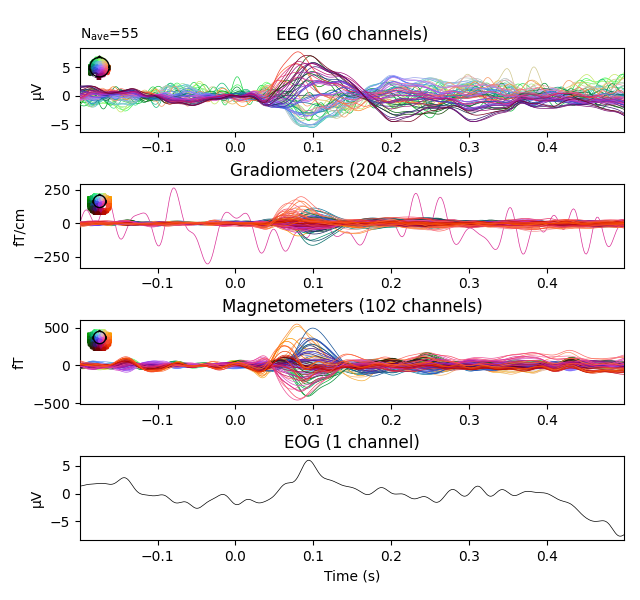 N_ave=55
EEG (60 channels)
5
0
−5
µV
−0.1 0.0 0.1 0.2 0.3 0.4
Gradiometers (204 channels)
250
0
−250
fT/cm
−0.1 0.0 0.1 0.2 0.3 0.4
Magnetometers (102 channels)
500
0
−500
fT
−0.1 0.0 0.1 0.2 0.3 0.4
EOG (1 channel)
5
0
−5
µV
−0.1 0.0 0.1 0.2 0.3 0.4
Time (s)